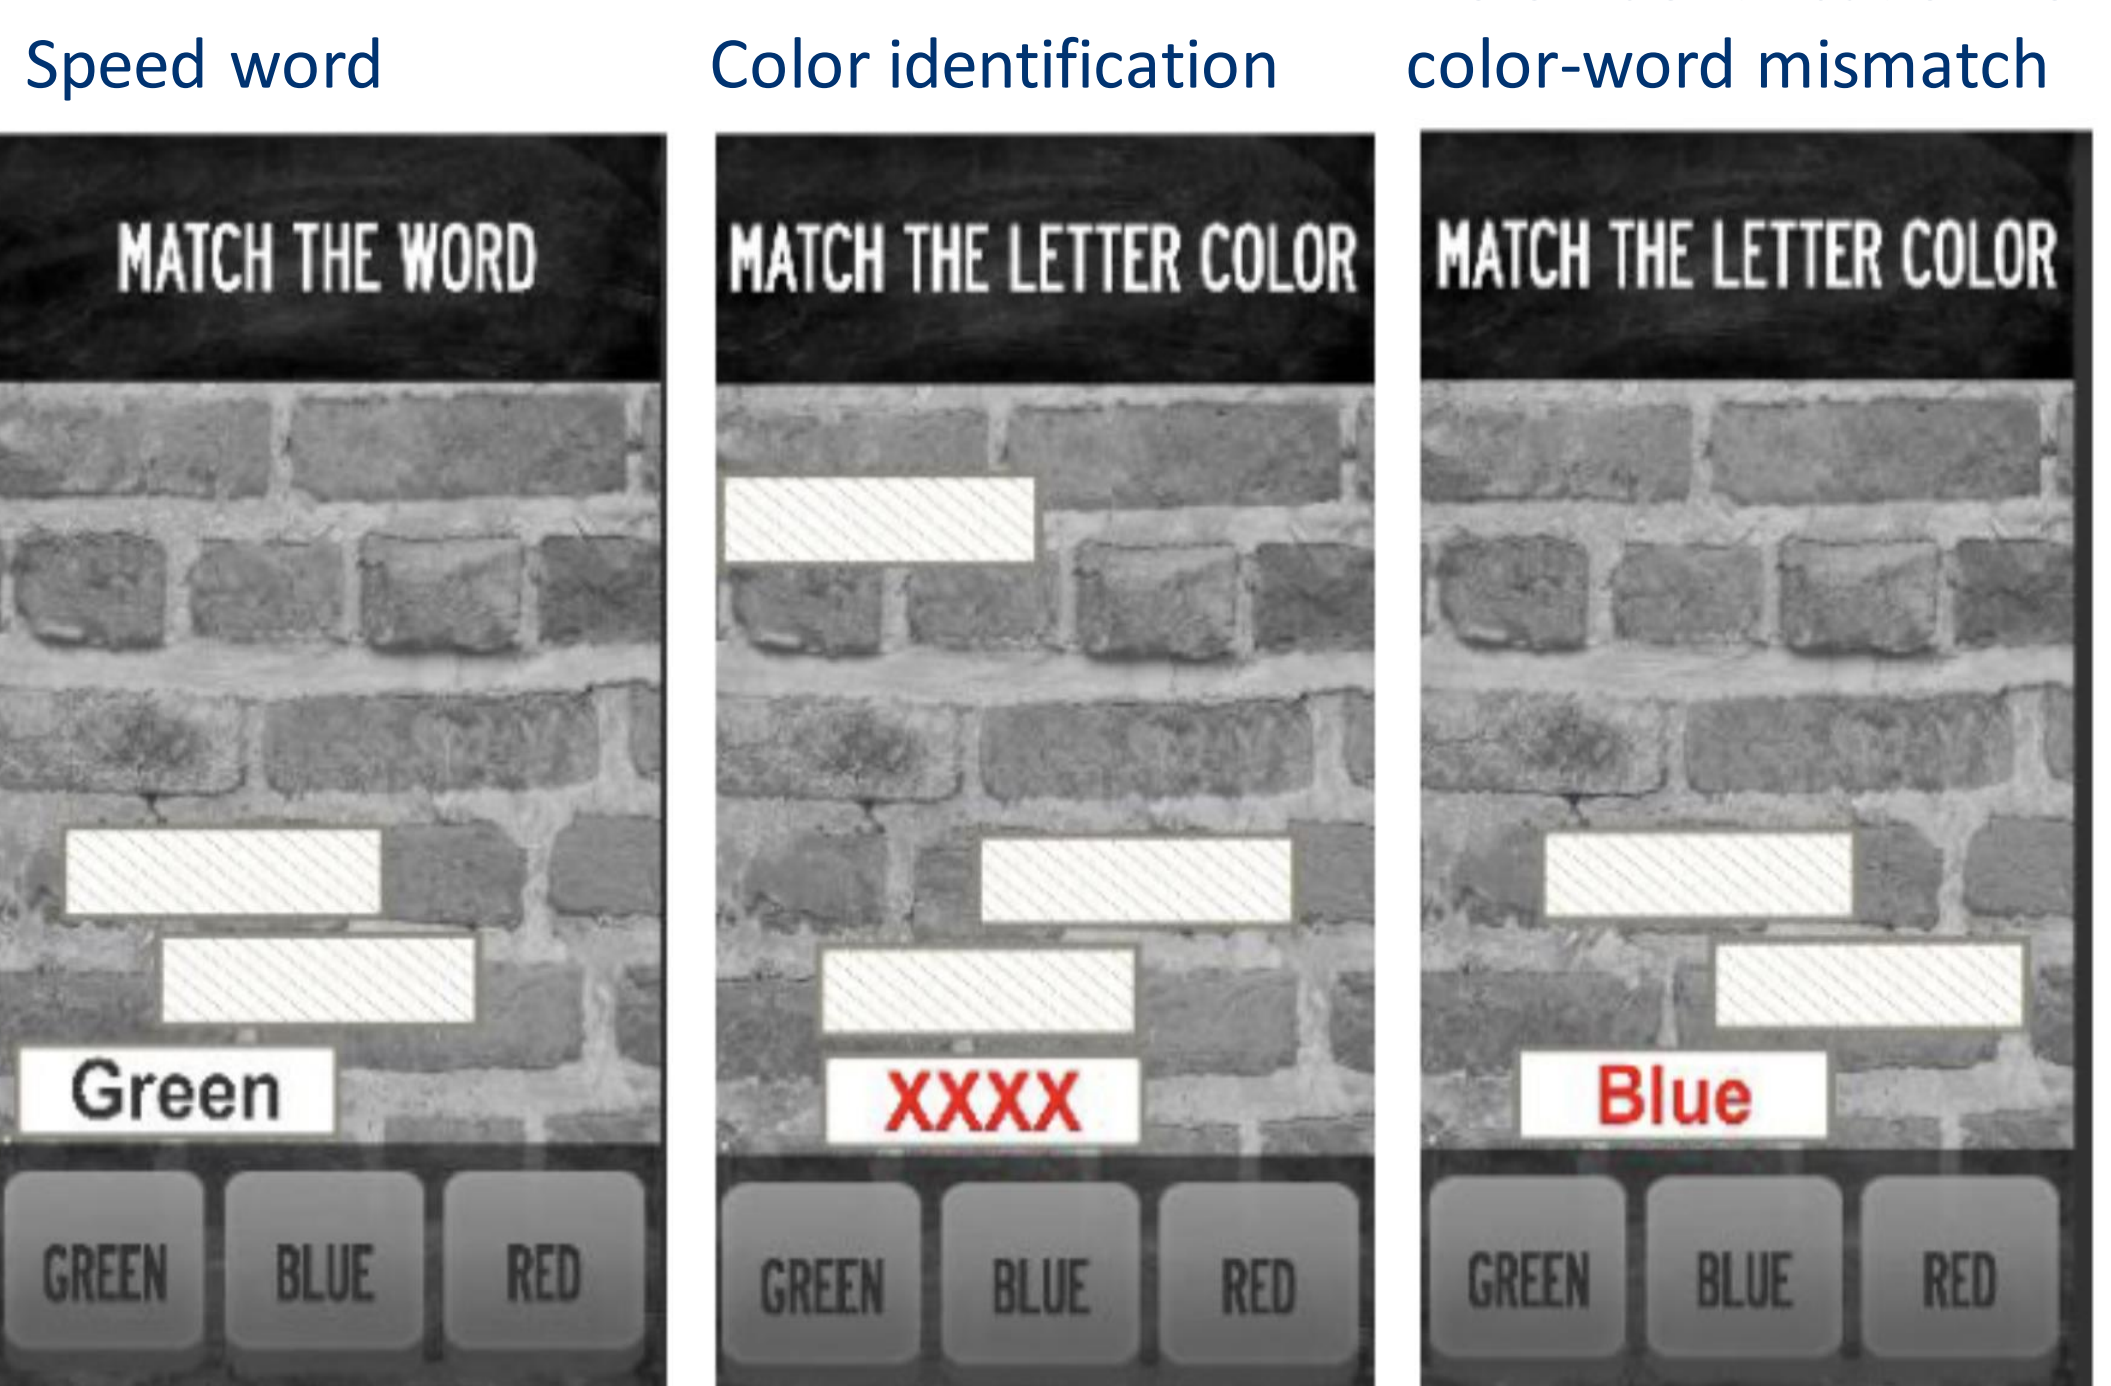 Speed word
MATCH THE WORD
Green
GREEN BLUE RED
Color identification
MATCH THE LETTER COLOR
XXXX
GREEN BLUE RED
color-word mismatch
MATCH THE LETTER COLOR
Blue
GREEN BLUE RED